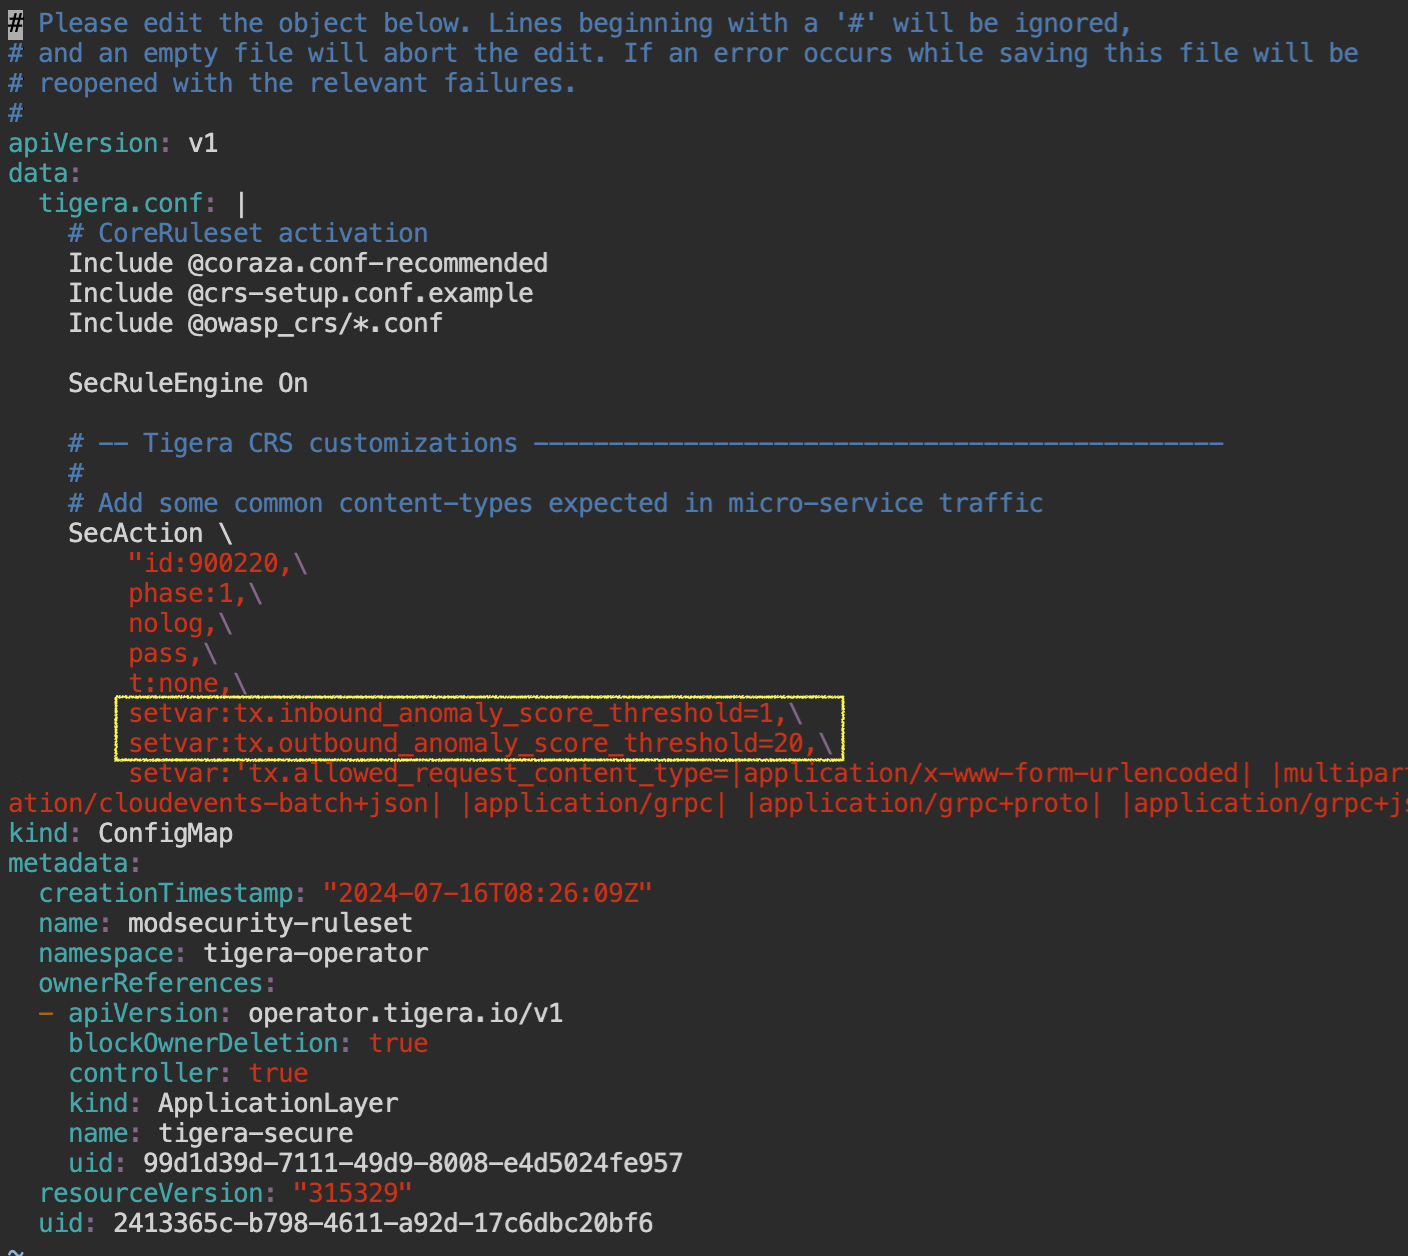 # Please edit the object below. Lines beginning with a '#' will be ignored,
# and an empty file will abort the edit. If an error occurs while saving this file will be
# reopened with the relevant failures.
#
apiVersion: v1
data:
  tigera.conf: |
    # CoreRuleset activation
    Include @coraza.conf-recommended
    Include @crs-setup.conf.example
    Include @owasp_crs/*.conf

    SecRuleEngine On

    # -- Tigera CRS customizations ----------------------------------------------
    #
    # Add some common content-types expected in micro-service traffic
    SecAction \
        "id:900220,\
        phase:1,\
        nolog,\
        pass,\
        t:none,\
        setvar:tx.inbound_anomaly_score_threshold=1,\
        setvar:tx.outbound_anomaly_score_threshold=20,\
        setvar:'tx.allowed_request_content_type=|application/x-www-form-urlencoded| |multipar
ation/cloudevents-batch+json| |application/grpc| |application/grpc+proto| |application/grpc+js
kind: ConfigMap
metadata:
  creationTimestamp: "2024-07-16T08:26:09Z"
  name: modsecurity-ruleset
  namespace: tigera-operator
  ownerReferences:
  - apiVersion: operator.tigera.io/v1
    blockOwnerDeletion: true
    controller: true
    kind: ApplicationLayer
    name: tigera-secure
    uid: 99d1d39d-7111-49d9-8008-e4d5024fe957
  resourceVersion: "315329"
  uid: 2413365c-b798-4611-a92d-17c6dbc20bf6
~